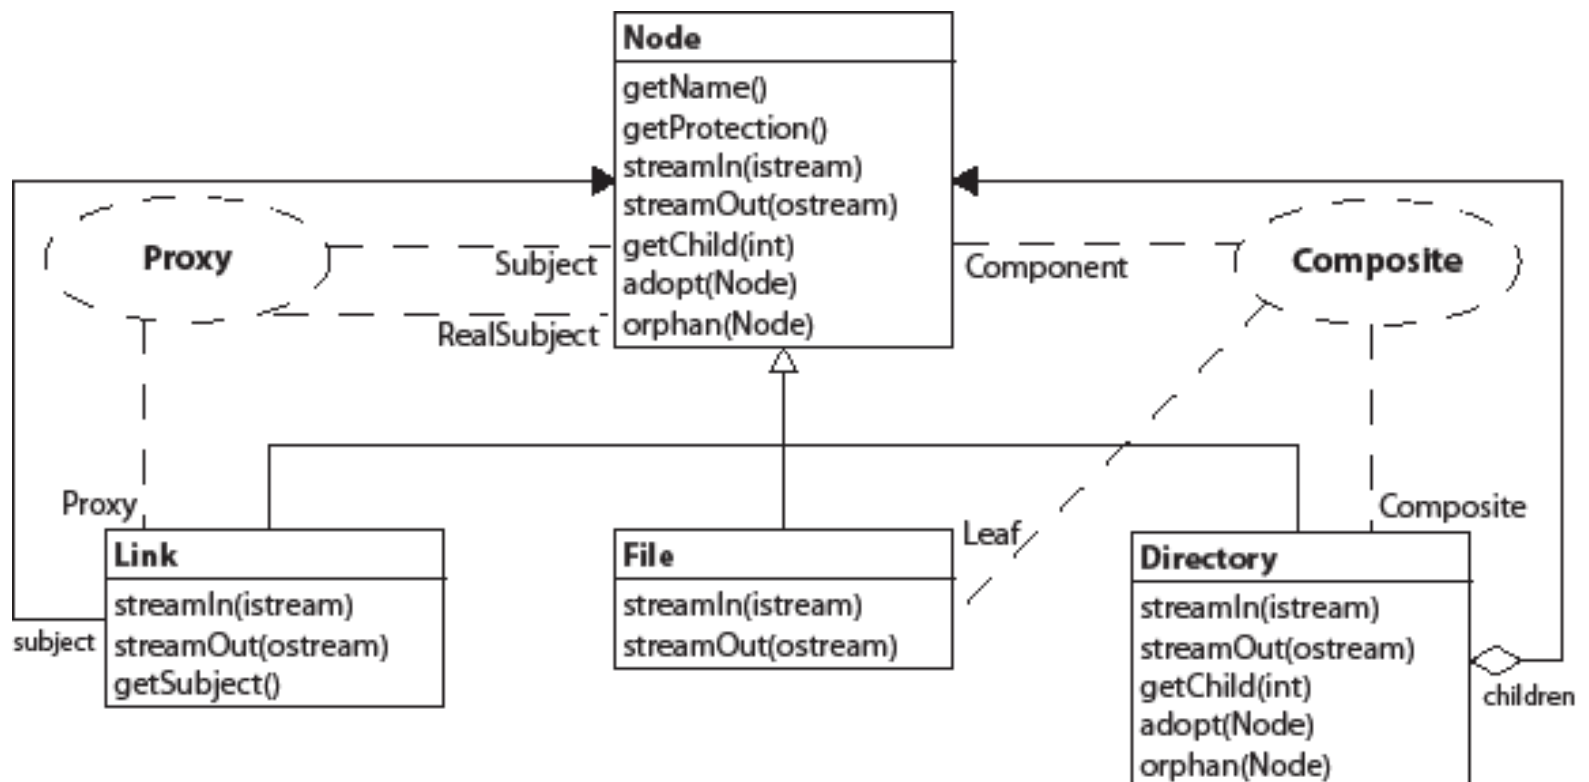 Node
getName()
getProtection()
streamIn(istream)
streamOut(ostream)
getChild(int)
adopt(Node)
orphan(Node)
Proxy
Subject
RealSubject
Component
Composite
Proxy
Leaf
Composite
Link
streamIn(istream)
streamOut(ostream)
getSubject()
subject
File
streamIn(istream)
streamOut(ostream)
Directory
streamIn(istream)
streamOut(ostream)
getChild(int)
adopt(Node)
orphan(Node)
children